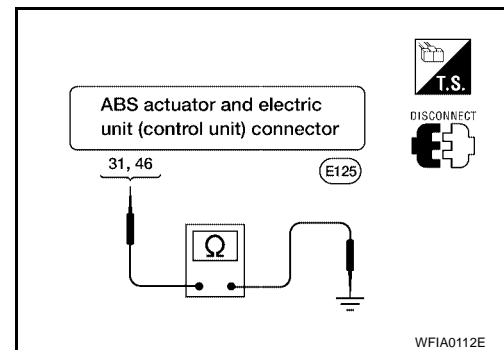 T.S.
DISCONNECT
ABS actuator and electric
unit (control unit) connector
31, 46
E125
Ω
WFIA0112E